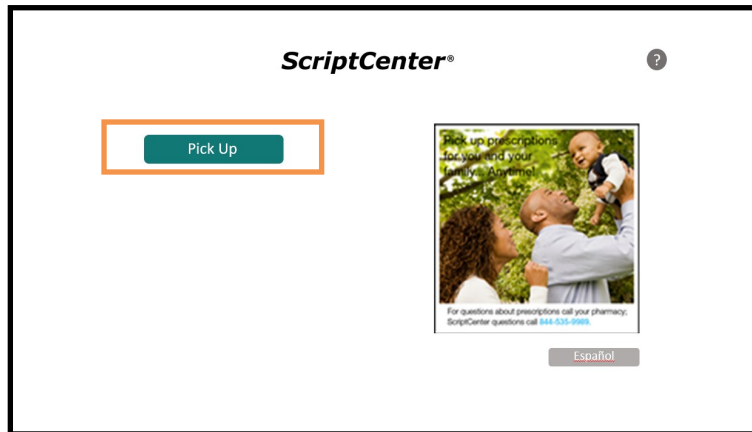 ScriptCenter®
?
Pick Up
Pick up prescriptions
for you and your
family... Anytime!
For questions about prescriptions call your pharmacy;
ScriptCenter questions call 844-535-9989.
Español